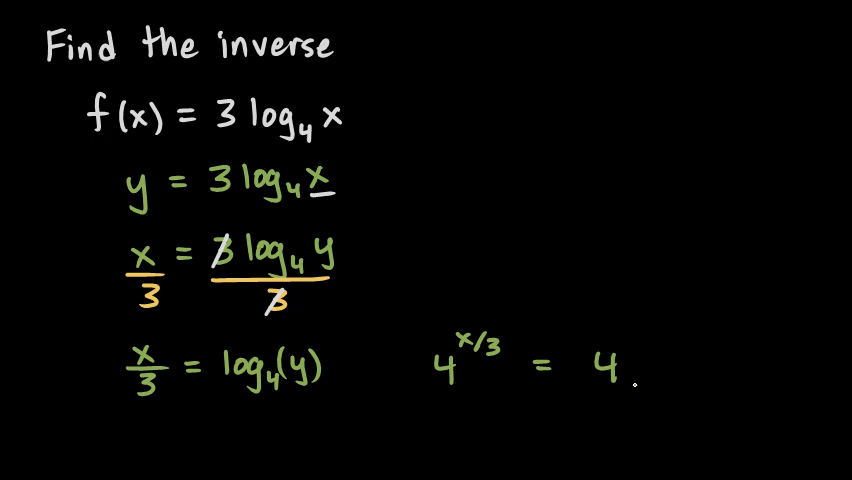 Find the inverse
f(x) = 3 log₄ x
y = 3 log₄ x
x/3 = 3 log₄ y/3
x/3 = log₄(y) 4^(x/3) = 4